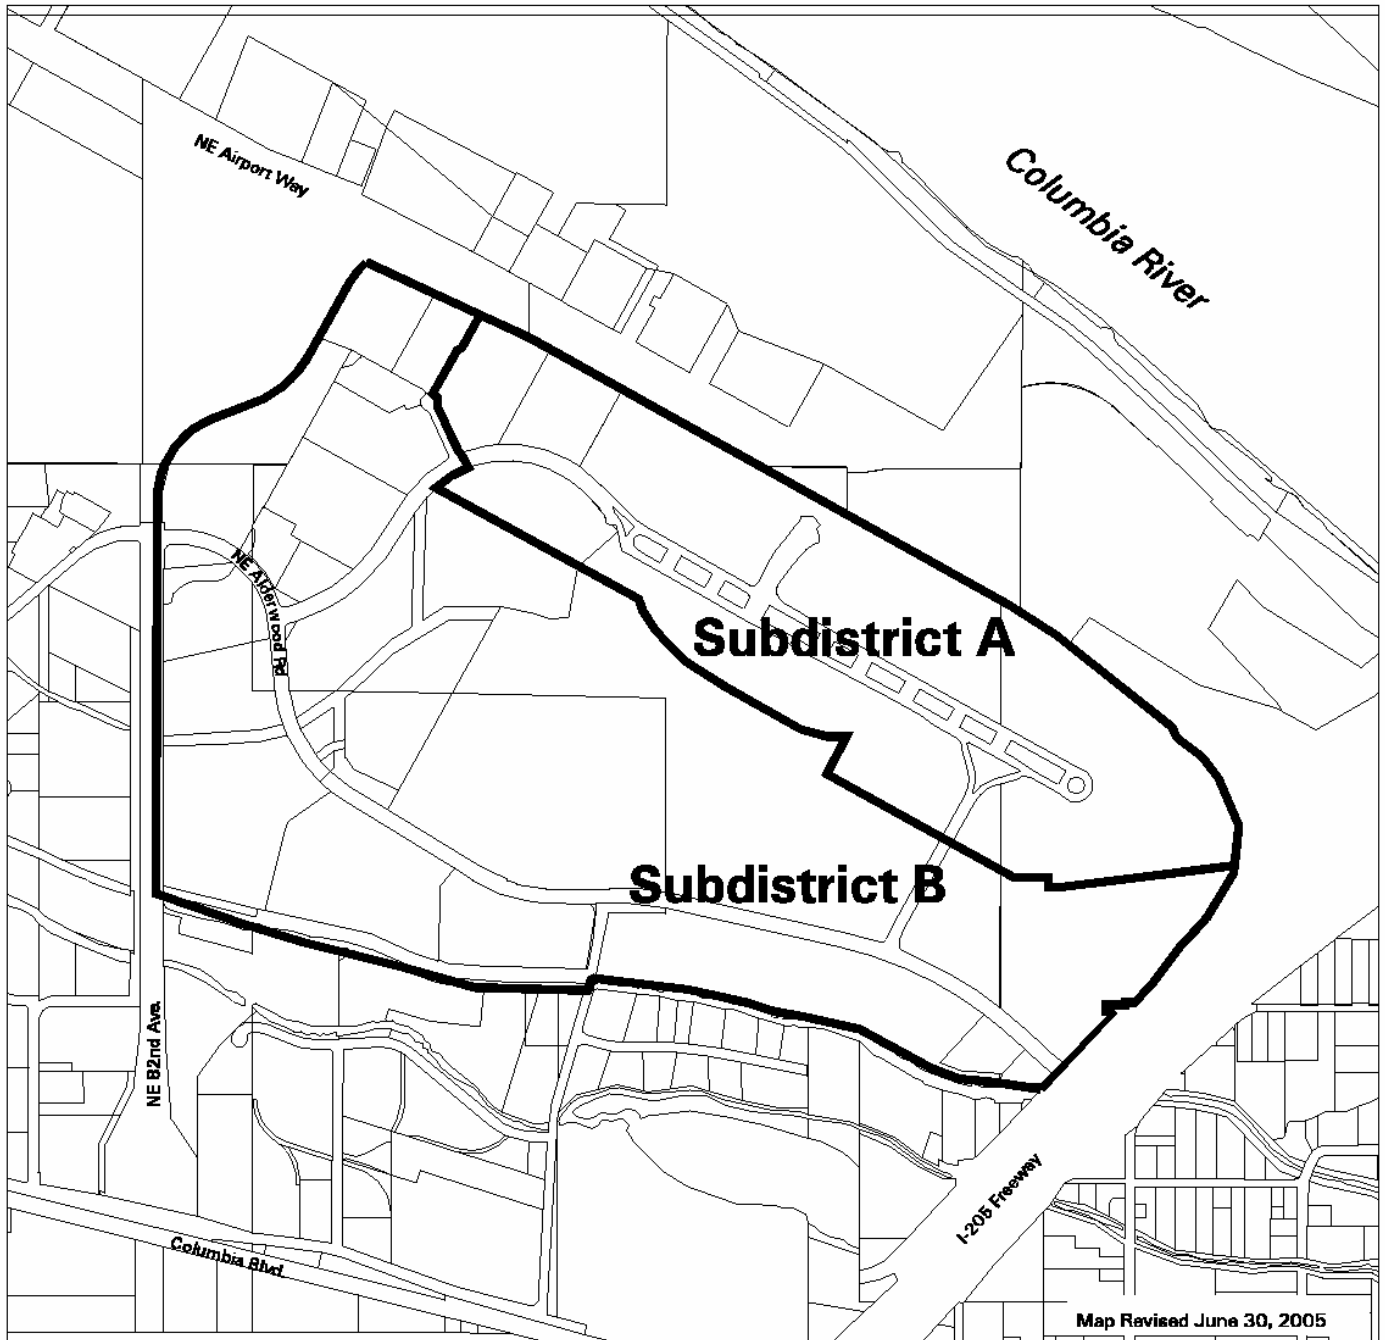 NE Airport Way
Columbia River
NE Alderwood Rd
Subdistrict A
Subdistrict B
NE 82nd Ave.
I-205 Freeway
Columbia Blvd.
Map Revised June 30, 2005